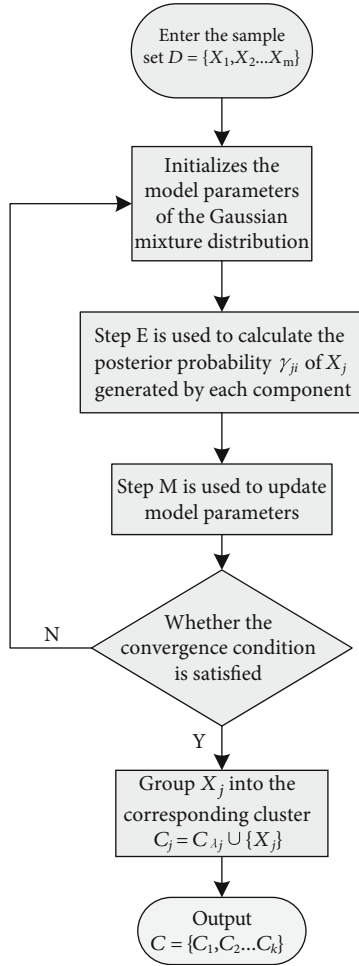 Enter the sample
set D = {X₁,X₂...Xₘ}
Initializes the
model parameters
of the Gaussian
mixture distribution
Step E is used to calculate the
posterior probability γⱼᵢ of Xⱼ
generated by each component
Step M is used to update
model parameters
Whether the
convergence condition
is satisfied
N
Y
Group Xⱼ into the
corresponding cluster
Cⱼ = C_λⱼ ∪ {Xⱼ}
Output
C = {C₁,C₂...Cₖ}